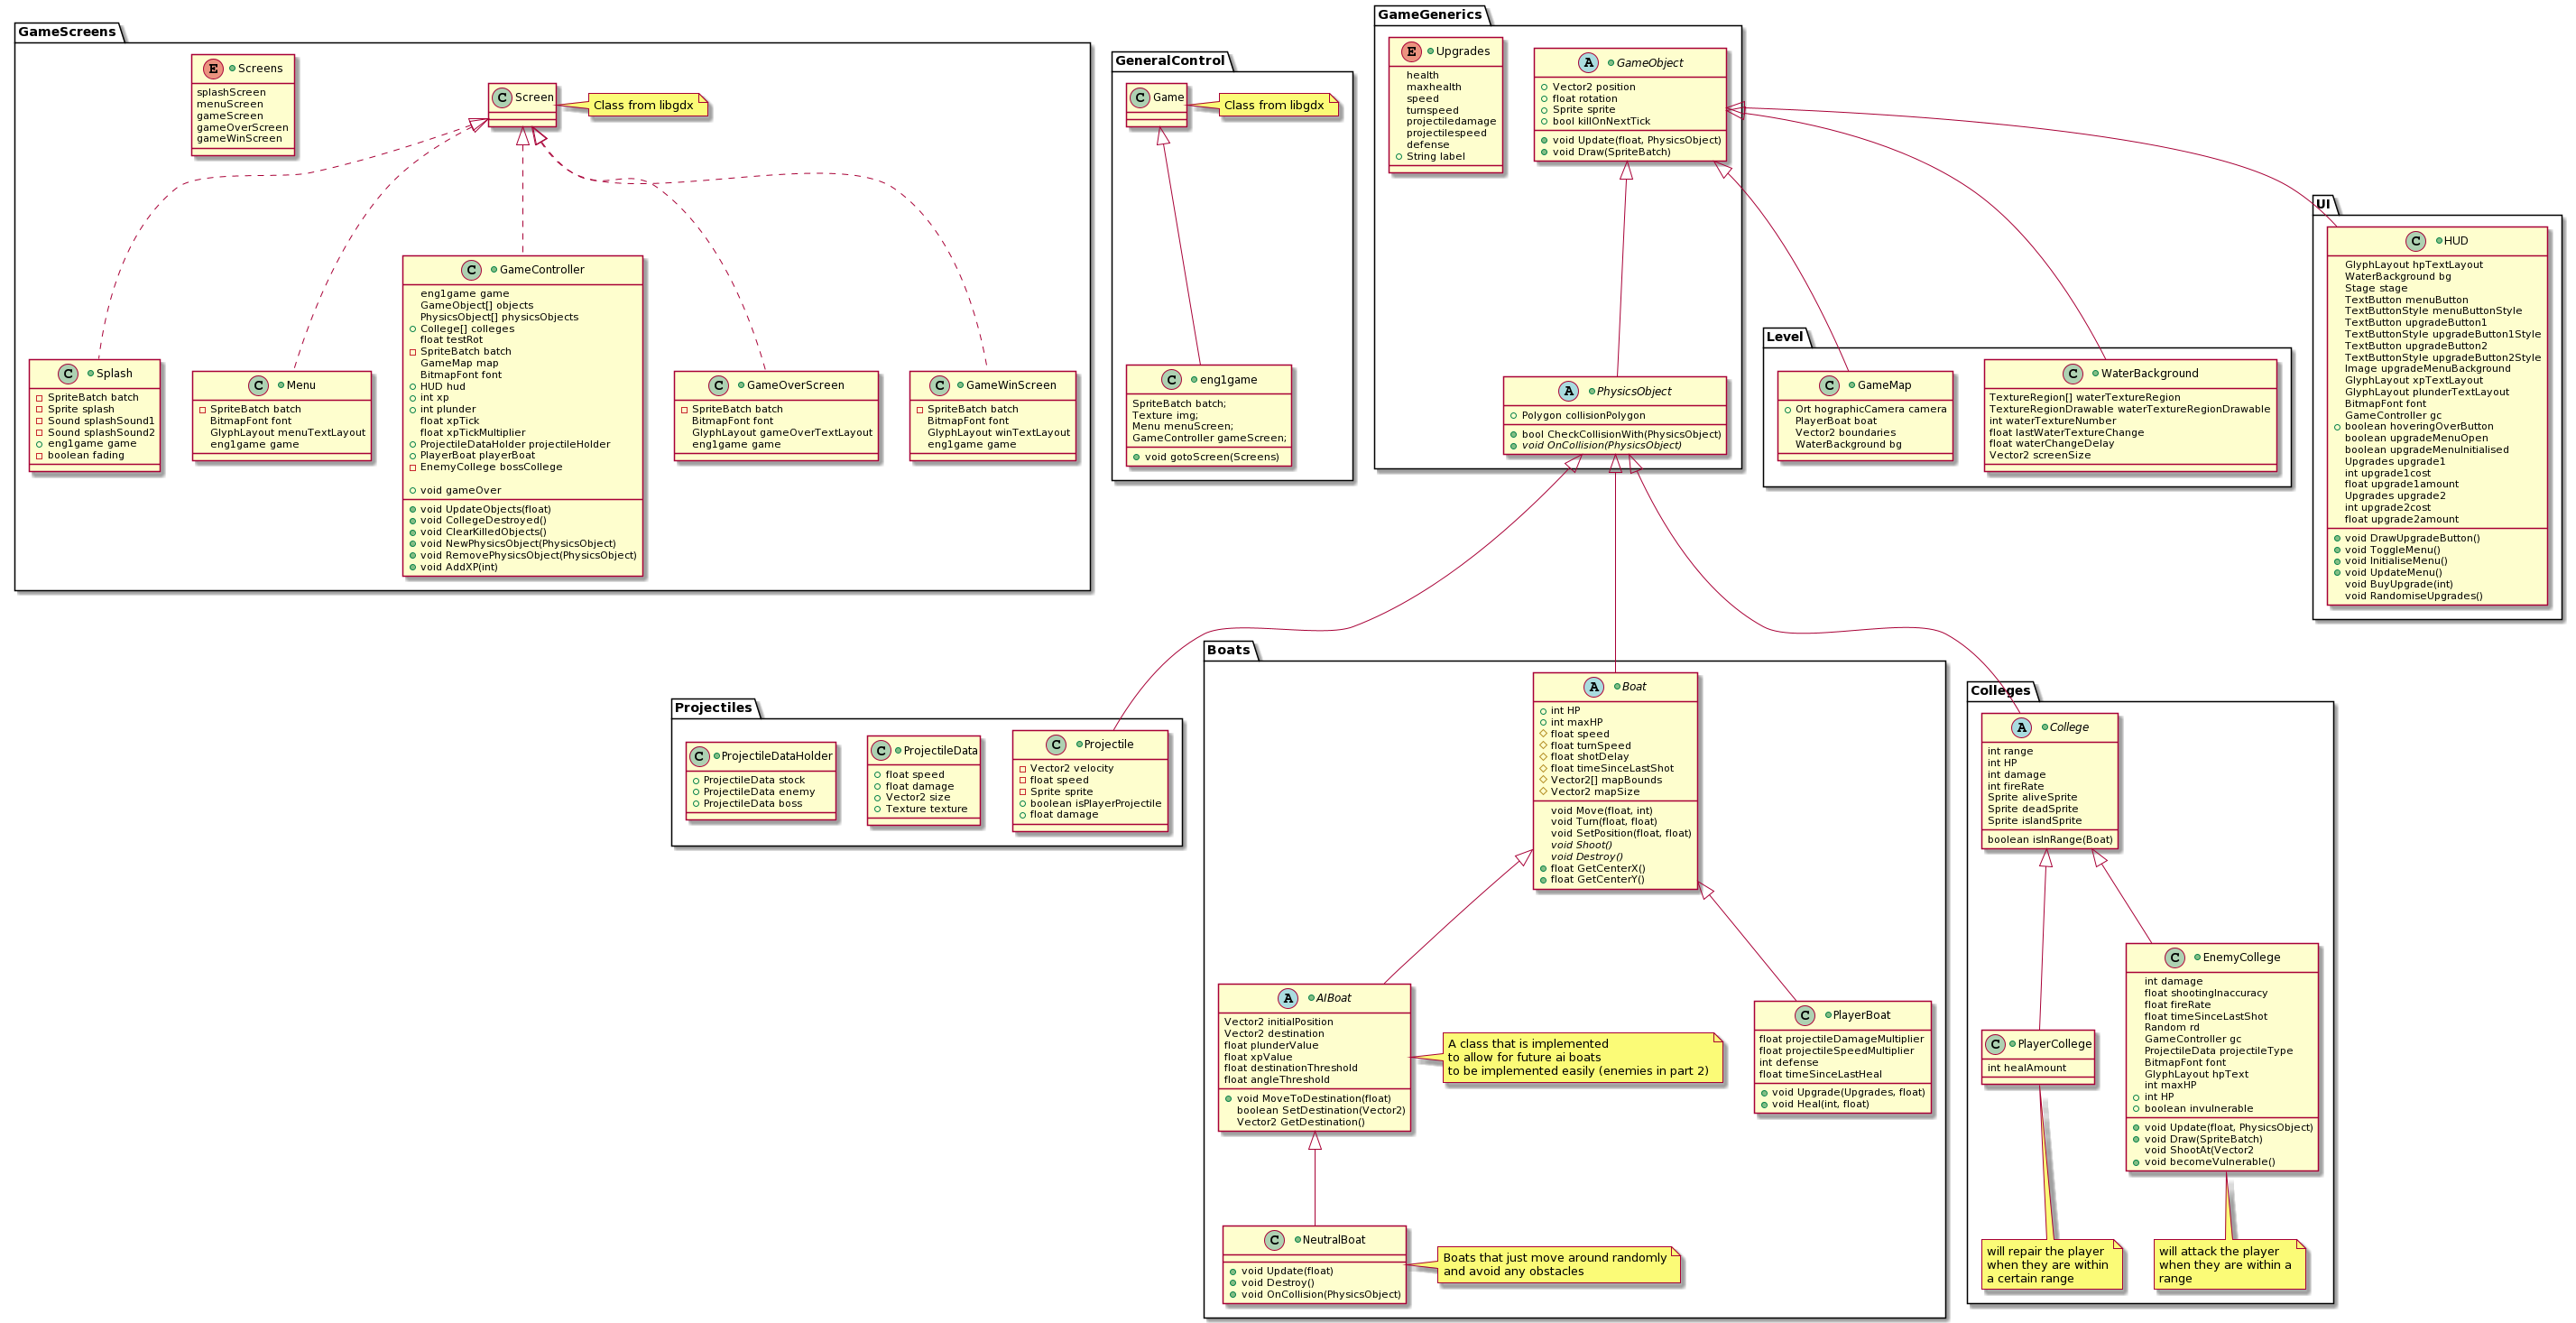 GameScreens
E Screens
splashScreen
menuScreen
gameScreen
gameOverScreen
gameWinScreen
C Screen
Class from libgdx
C Splash
SpriteBatch batch
Sprite splash
Sound splashSound1
Sound splashSound2
eng1game game
boolean fading
C Menu
SpriteBatch batch
BitmapFont font
GlyphLayout menuTextLayout
eng1game game
C GameController
eng1game game
GameObject[] objects
PhysicsObject[] physicsObjects
College[] colleges
float testRot
SpriteBatch batch
GameMap map
BitmapFont font
HUD hud
int xp
int plunder
float xpTick
float xpTickMultiplier
ProjectileDataHolder projectileHolder
PlayerBoat playerBoat
EnemyCollege bossCollege
void gameOver
void UpdateObjects(float)
void CollegeDestroyed()
void ClearKilledObjects()
void NewPhysicsObject(PhysicsObject)
void RemovePhysicsObject(PhysicsObject)
void AddXP(int)
C GameOverScreen
SpriteBatch batch
BitmapFont font
GlyphLayout gameOverTextLayout
eng1game game
C GameWinScreen
SpriteBatch batch
BitmapFont font
GlyphLayout winTextLayout
eng1game game
GeneralControl
C Game
Class from libgdx
C eng1game
SpriteBatch batch;
Texture img;
Menu menuScreen;
GameController gameScreen;
void gotoScreen(Screens)
GameGenerics
E Upgrades
health
maxhealth
speed
turnspeed
projectiledamage
projectilespeed
defense
String label
A GameObject
Vector2 position
float rotation
Sprite sprite
bool killOnNextTick
void Update(float, PhysicsObject)
void Draw(SpriteBatch)
A PhysicsObject
Polygon collisionPolygon
bool CheckCollisionWith(PhysicsObject)
void OnCollision(PhysicsObject)
Level
C GameMap
Ort hographicCamera camera
PlayerBoat boat
Vector2 boundaries
WaterBackground bg
C WaterBackground
TextureRegion[] waterTextureRegion
TextureRegionDrawable waterTextureRegionDrawable
int waterTextureNumber
float lastWaterTextureChange
float waterChangeDelay
Vector2 screenSize
UI
C HUD
GlyphLayout hpTextLayout
WaterBackground bg
Stage stage
TextButton menuButton
TextButtonStyle menuButtonStyle
TextButton upgradeButton1
TextButtonStyle upgradeButton1Style
TextButton upgradeButton2
TextButtonStyle upgradeButton2Style
Image upgradeMenuBackground
GlyphLayout xpTextLayout
GlyphLayout plunderTextLayout
BitmapFont font
GameController gc
boolean hoveringOverButton
boolean upgradeMenuOpen
boolean upgradeMenuInitialised
Upgrades upgrade1
int upgrade1cost
float upgrade1amount
Upgrades upgrade2
int upgrade2cost
float upgrade2amount
void DrawUpgradeButton()
void ToggleMenu()
void InitialiseMenu()
void UpdateMenu()
void BuyUpgrade(int)
void RandomiseUpgrades()
Projectiles
C ProjectileDataHolder
ProjectileData stock
ProjectileData enemy
ProjectileData boss
C ProjectileData
float speed
float damage
Vector2 size
Texture texture
C Projectile
Vector2 velocity
float speed
Sprite sprite
boolean isPlayerProjectile
float damage
Boats
A Boat
int HP
int maxHP
float speed
float turnSpeed
float shotDelay
float timeSinceLastShot
Vector2[] mapBounds
Vector2 mapSize
void Move(float, int)
void Turn(float, float)
void SetPosition(float, float)
void Shoot()
void Destroy()
float GetCenterX()
float GetCenterY()
A AIBoat
Vector2 initialPosition
Vector2 destination
float plunderValue
float xpValue
float destinationThreshold
float angleThreshold
void MoveToDestination(float)
boolean SetDestination(Vector2)
Vector2 GetDestination()
A class that is implemented
to allow for future ai boats
to be implemented easily (enemies in part 2)
C PlayerBoat
float projectileDamageMultiplier
float projectileSpeedMultiplier
int defense
float timeSinceLastHeal
void Upgrade(Upgrades, float)
void Heal(int, float)
C NeutralBoat
void Update(float)
void Destroy()
void OnCollision(PhysicsObject)
Boats that just move around randomly
and avoid any obstacles
Colleges
A College
int range
int HP
int damage
int fireRate
Sprite aliveSprite
Sprite deadSprite
Sprite islandSprite
boolean isInRange(Boat)
C PlayerCollege
int healAmount
C EnemyCollege
int damage
float shootingInaccuracy
float fireRate
float timeSinceLastShot
Random rd
GameController gc
ProjectileData projectileType
BitmapFont font
GlyphLayout hpText
int maxHP
int HP
boolean invulnerable
void Update(float, PhysicsObject)
void Draw(SpriteBatch)
void ShootAt(Vector2
void becomeVulnerable()
will repair the player
when they are within
a certain range
will attack the player
when they are within a
range